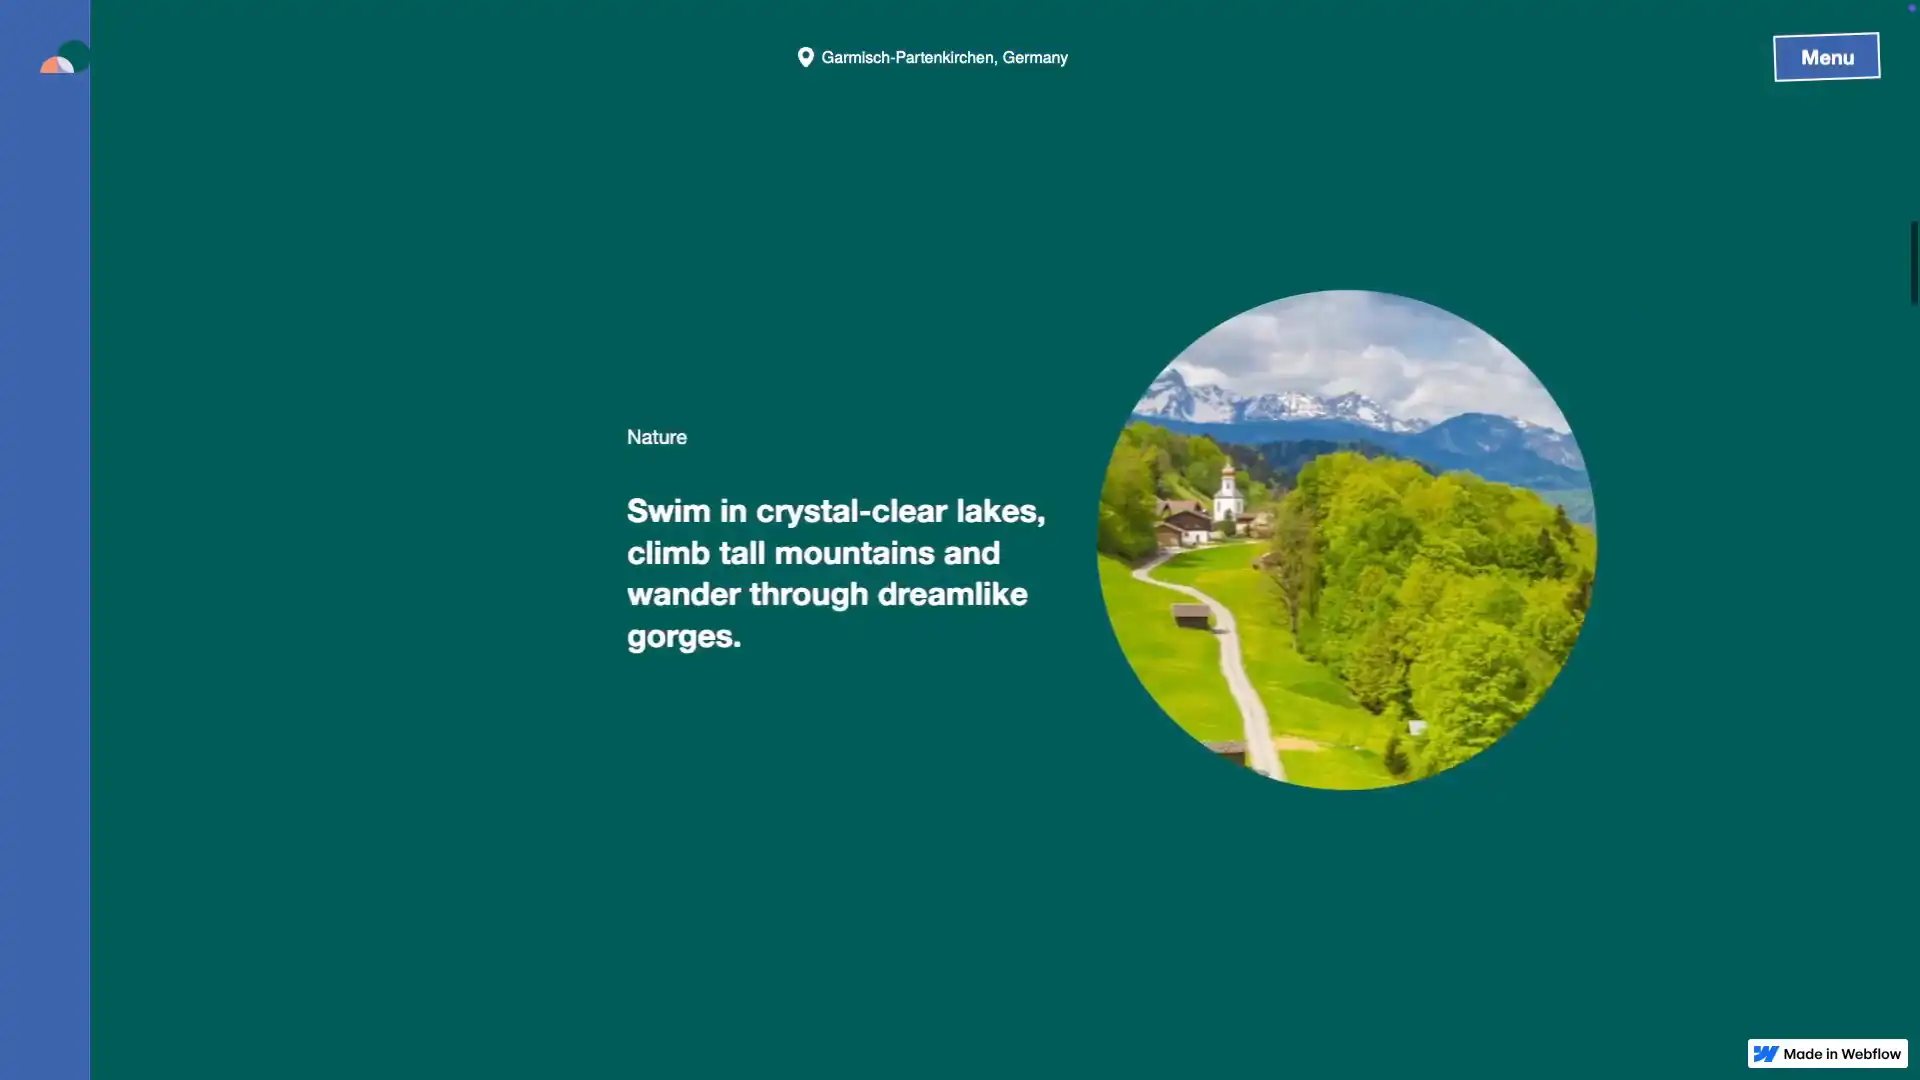 Garmisch-Partenkirchen, Germany
Menu
Nature
Swim in crystal-clear lakes,
climb tall mountains and
wander through dreamlike
gorges.
Made in Webflow